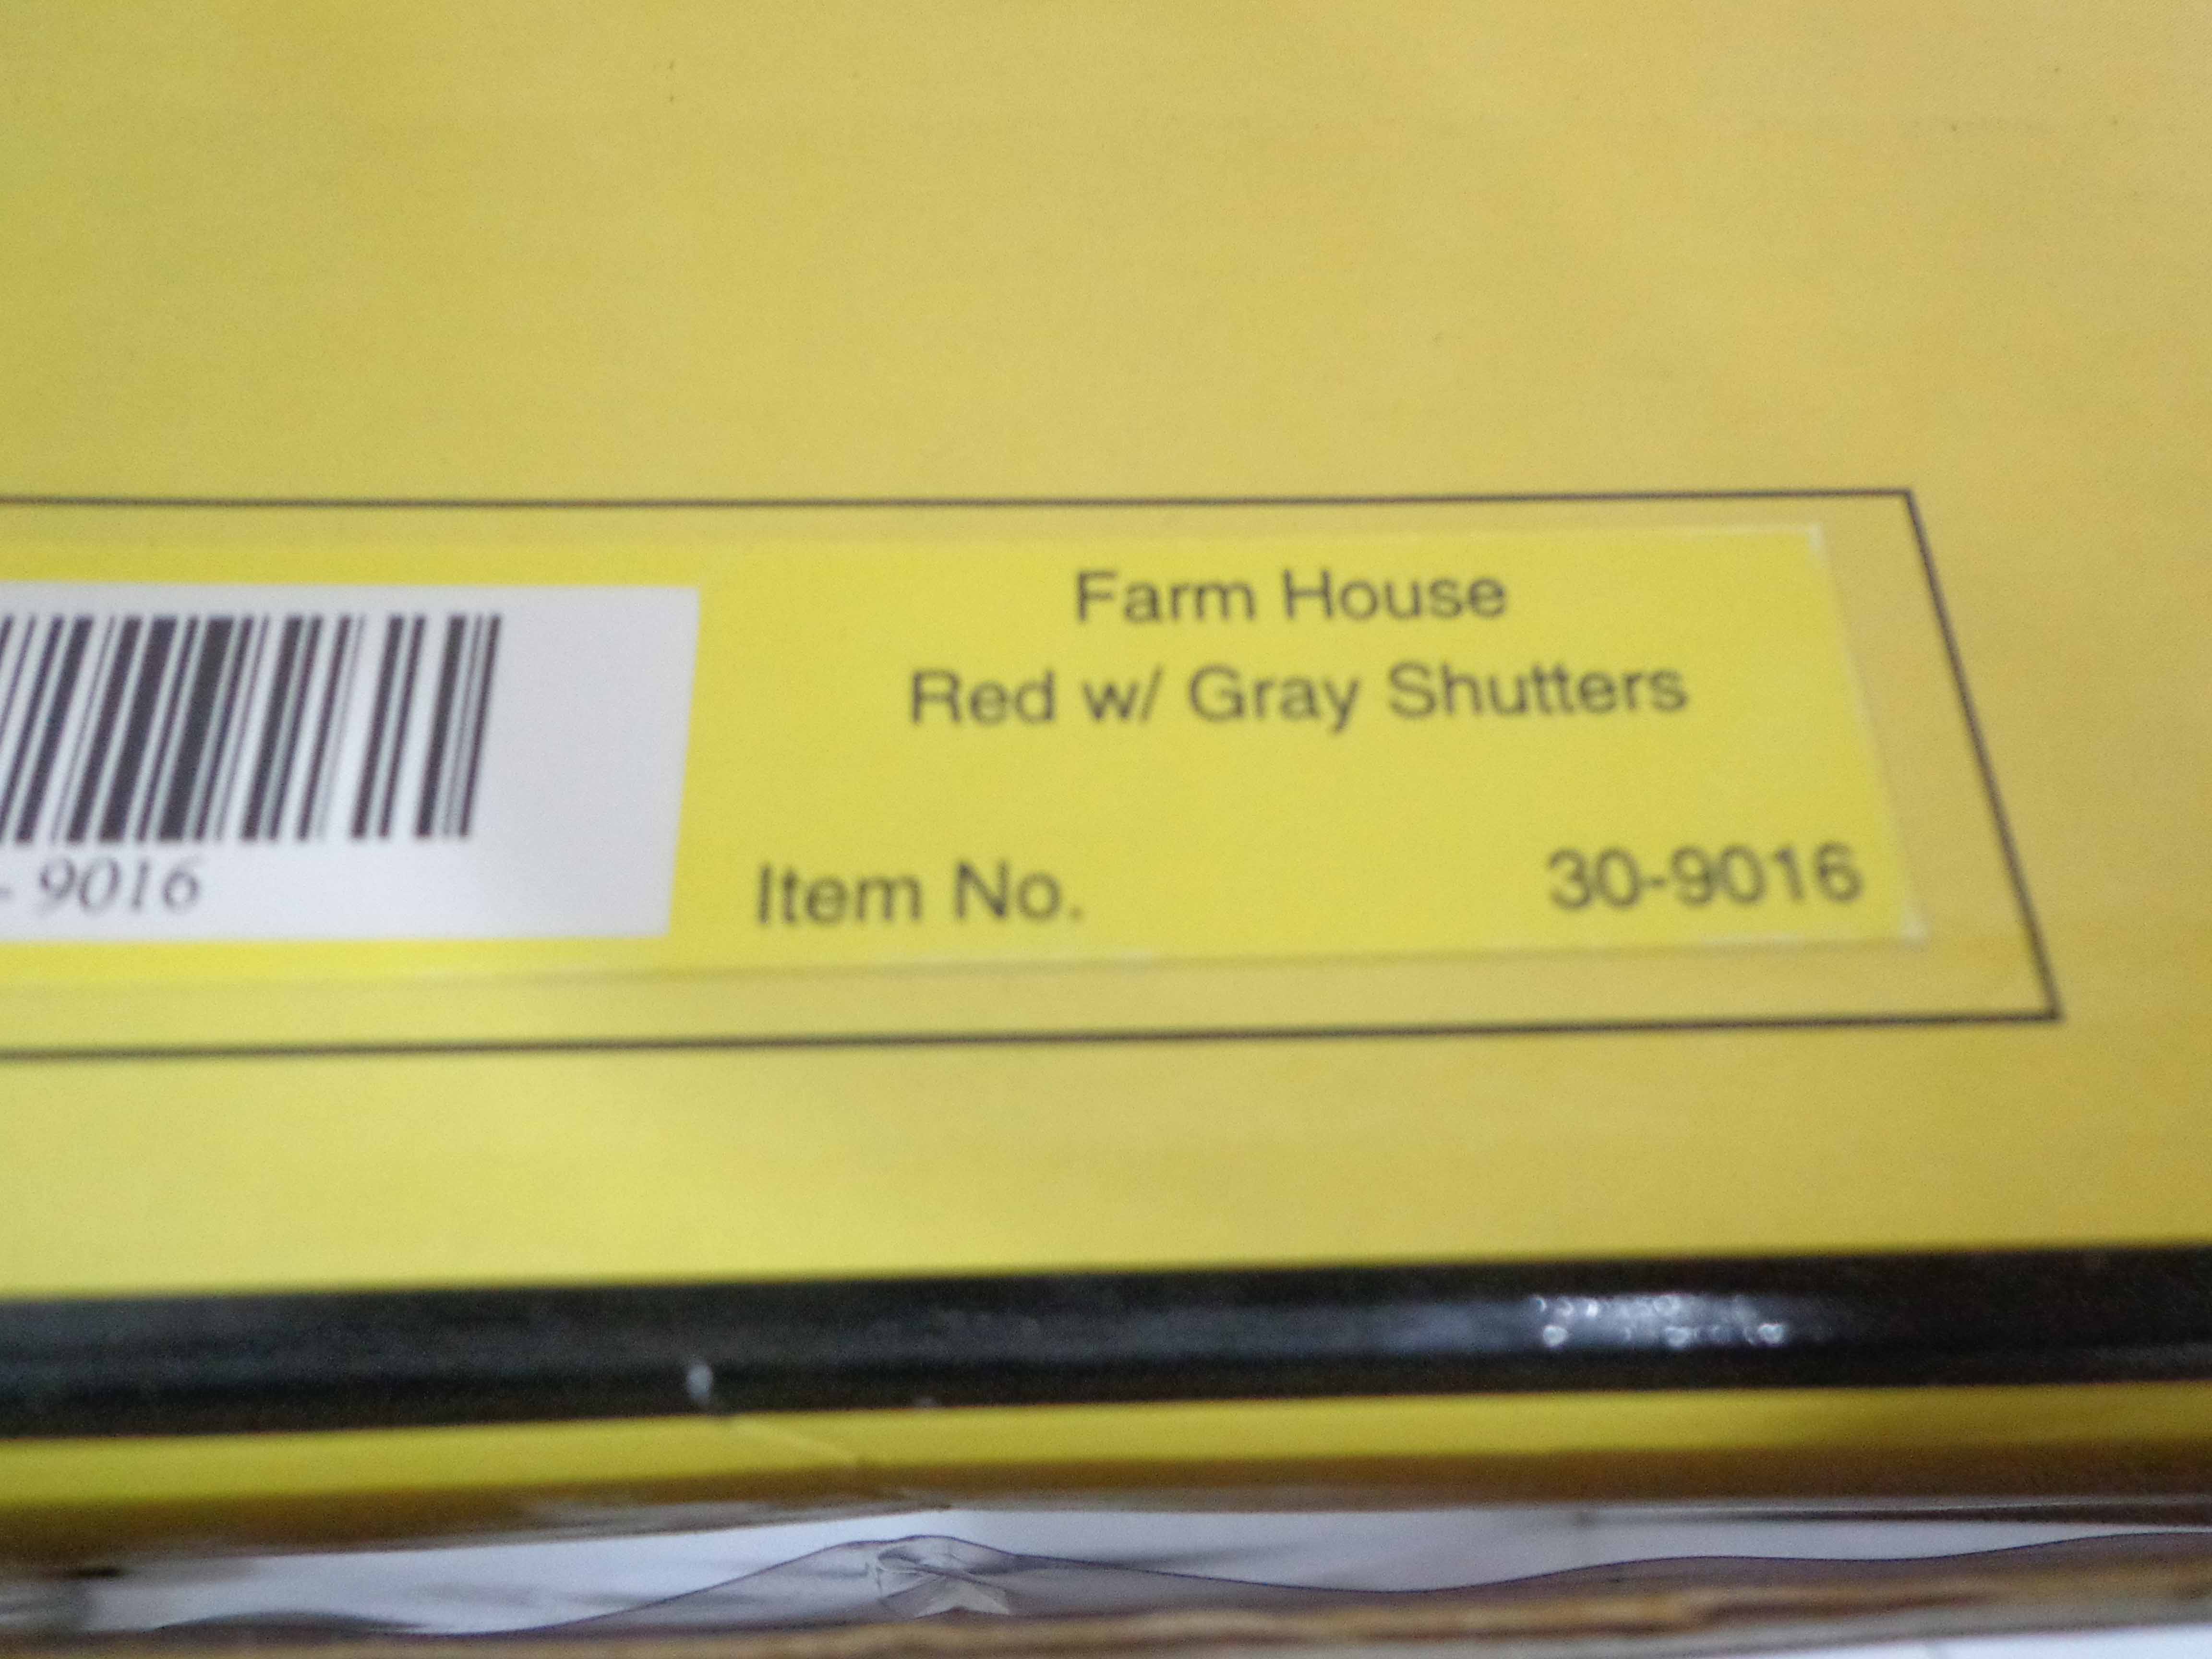 Farm House
Red w/ Gray Shutters
- 9016
Item No. 30-9016